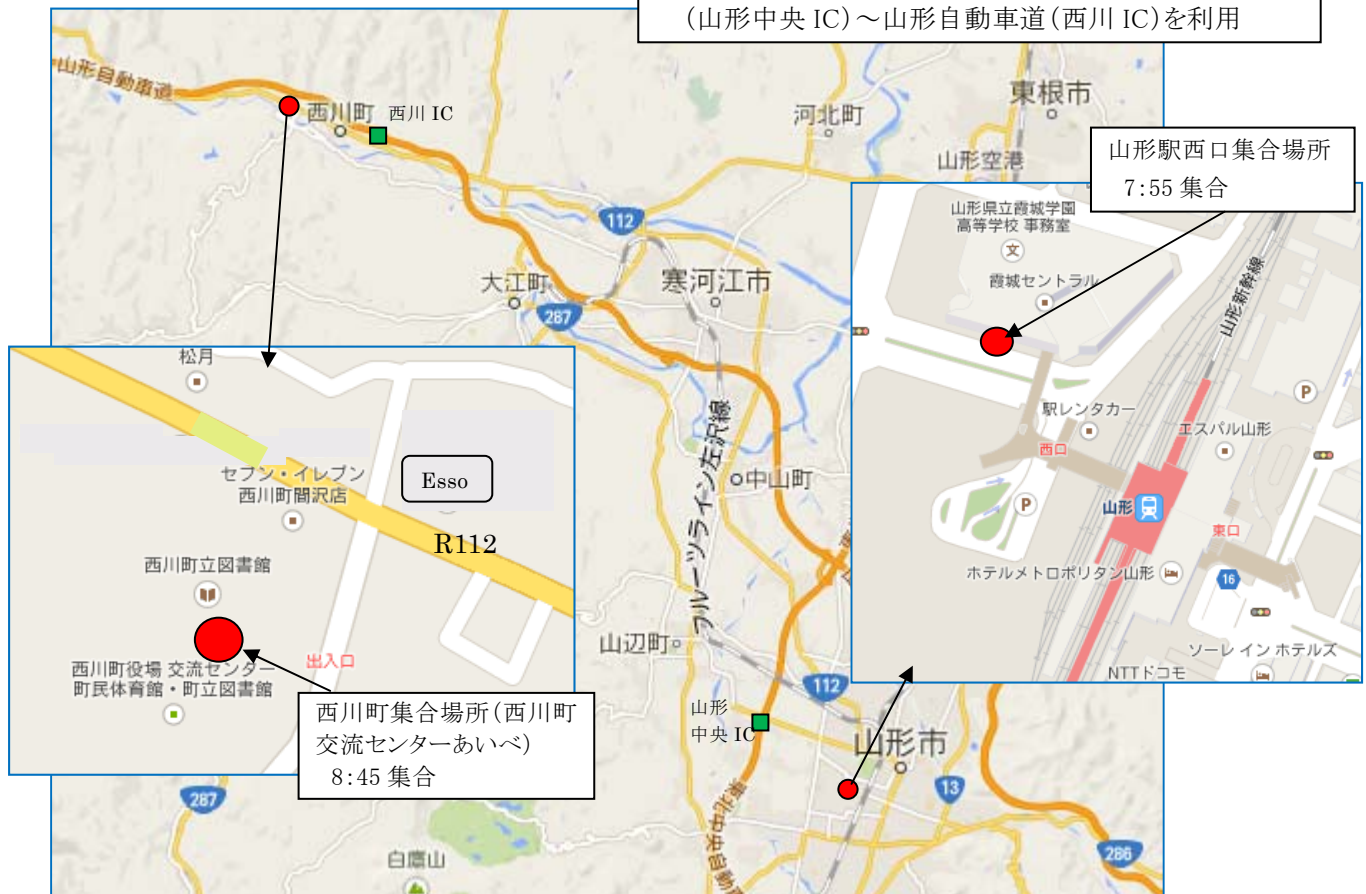 (山形中央 IC)～山形自動車道(西川 IC)を利用
山形自動車道
西川町
西川 IC
河北町
東根市
山形空港
山形駅西口集合場所
7:55 集合
112
大江町
寒河江市
287
山形県立霞城学園
高等学校 事務室
文
霞城セントラル
山形新幹線
駅レンタカー
P
エスパル山形
西口
P
山形
東口
ホテルメトロポリタン山形
16
ソーレ イン ホテルズ
NTTドコモ
松月
セブン・イレブン
西川町間沢店
Esso
R112
西川町立図書館
西川町役場 交流センター
町民体育館・町立図書館
出入口
西川町集合場所(西川町
交流センターあいべ)
8:45 集合
フルーツライン左沢線
中山町
山辺町
112
山形
中央 IC
山形市
13
東北中央自動
287
白鷹山
286